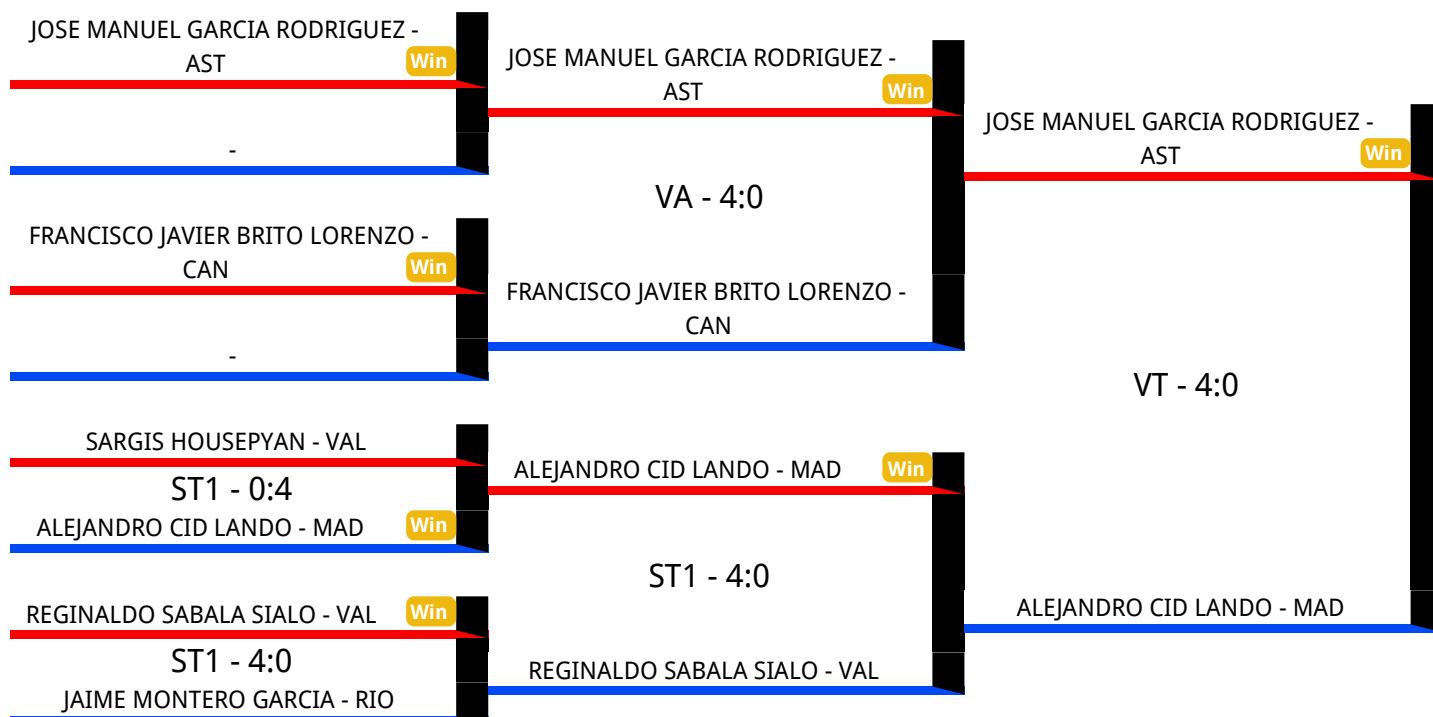 JOSE MANUEL GARCIA RODRIGUEZ -
AST
Win
-
FRANCISCO JAVIER BRITO LORENZO -
CAN
Win
-
SARGIS HOUSEPYAN - VAL
ST1 - 0:4
ALEJANDRO CID LANDO - MAD
Win
REGINALDO SABALA SIALO - VAL
Win
ST1 - 4:0
JAIME MONTERO GARCIA - RIO
JOSE MANUEL GARCIA RODRIGUEZ -
AST
Win
VA - 4:0
FRANCISCO JAVIER BRITO LORENZO -
CAN
ALEJANDRO CID LANDO - MAD
Win
ST1 - 4:0
REGINALDO SABALA SIALO - VAL
JOSE MANUEL GARCIA RODRIGUEZ -
AST
Win
VT - 4:0
ALEJANDRO CID LANDO - MAD